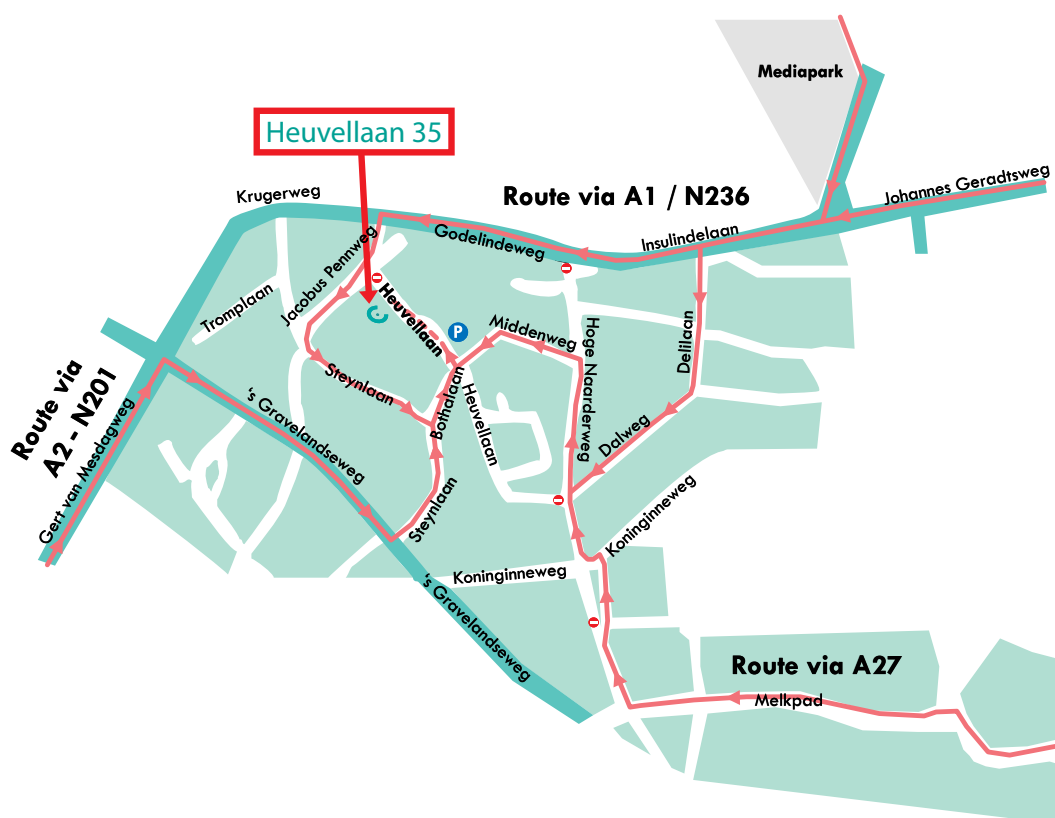 Mediapark
Heuvellaan 35
Krugerweg
Route via A1 / N236
Johannes Geradtsweg
Godelindeweg
Insulindelaan
Jacobus Pennweg
Tromplaan
Heuvellaan
P
Middenweg
Hoge Naarderweg
Delilaan
Route via
A2 - N201
Gert van Mesdagweg
's Gravelandseweg
Steynlaan
Bothalaan
Heuvellaan
Dalweg
Steynlaan
Koninginneweg
Koninginneweg
's Gravelandseweg
Route via A27
Melkpad